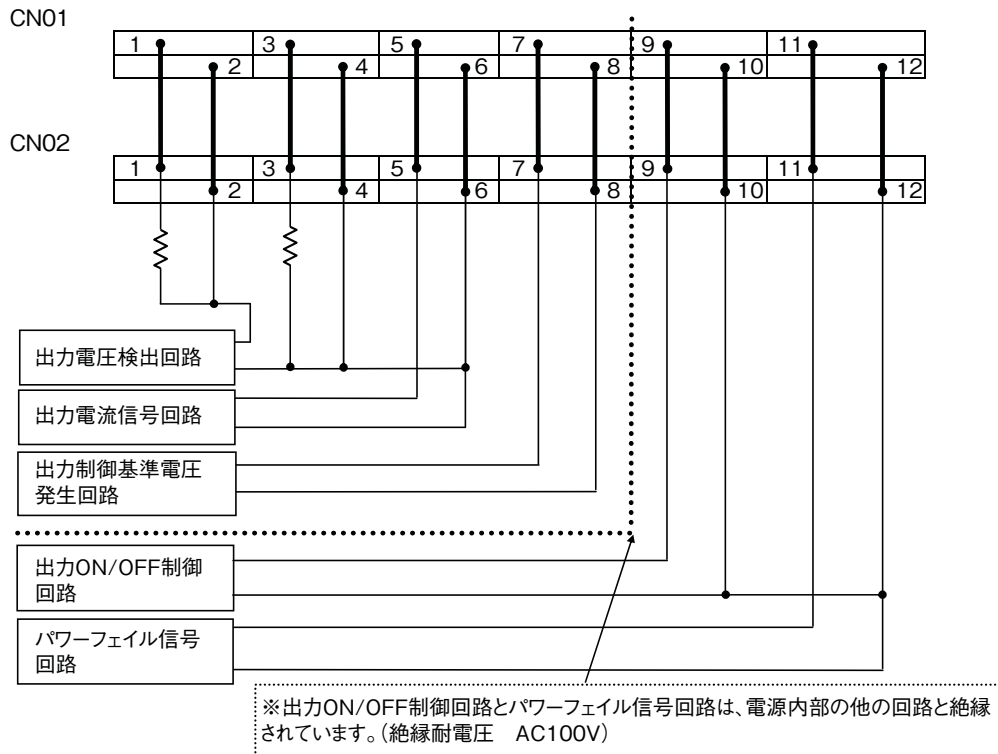 CN01
1 3 5 7 9 11
2 4 6 8 10 12
CN02
1 3 5 7 9 11
2 4 6 8 10 12
出力電圧検出回路
出力電流信号回路
出力制御基準電圧
発生回路
出力ON/OFF制御
回路
パワーフェイル信号
回路
※出力ON/OFF制御回路とパワーフェイル信号回路は、電源内部の他の回路と絶縁
されています。（絶縁耐電圧　AC100V）